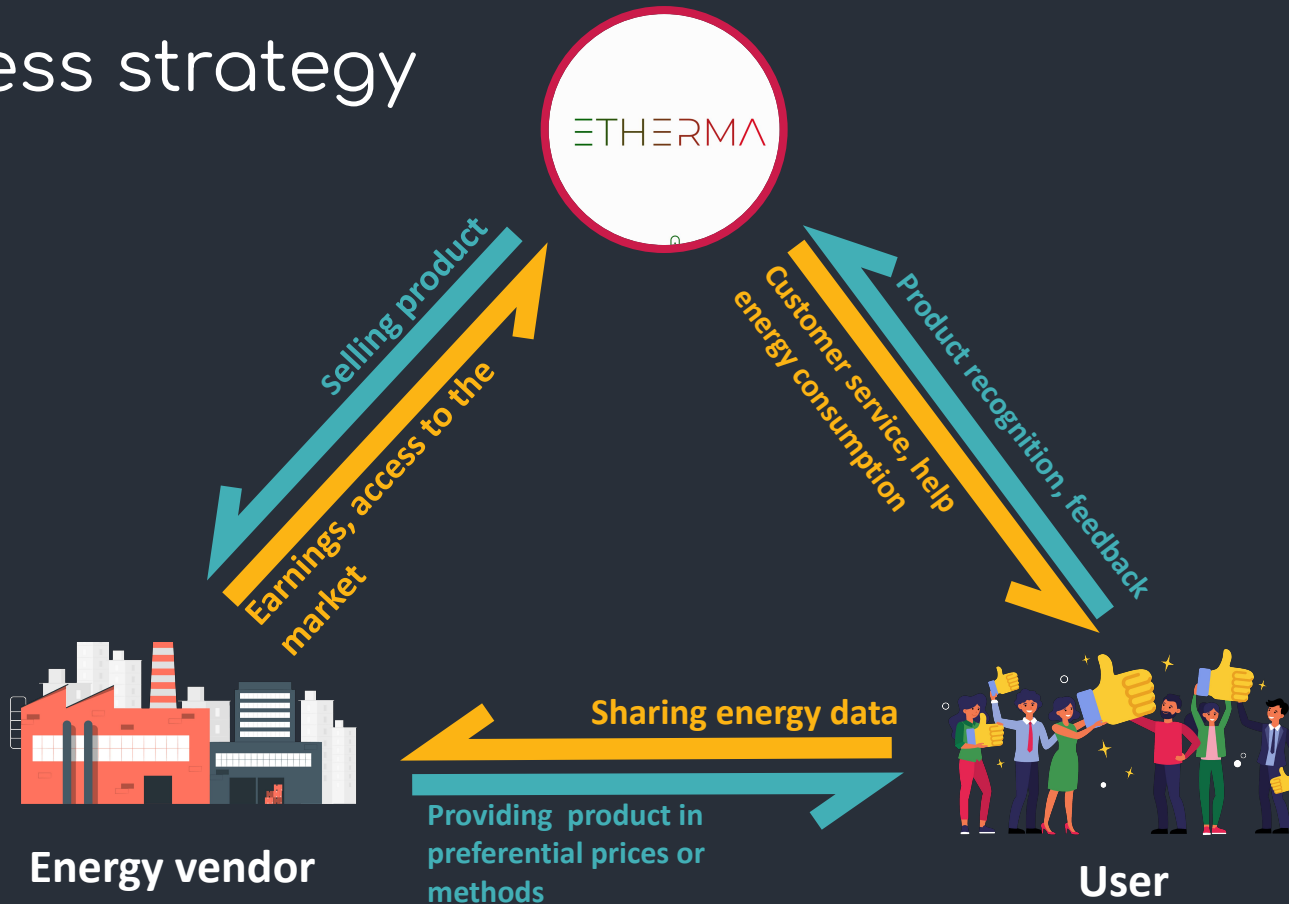 ess strategy
ETHERMA
Selling product
Earnings, access to the
market
Customer service, help
energy consumption
Product recognition, feedback
Sharing energy data
Providing product in
preferential prices or
methods
Energy vendor
User